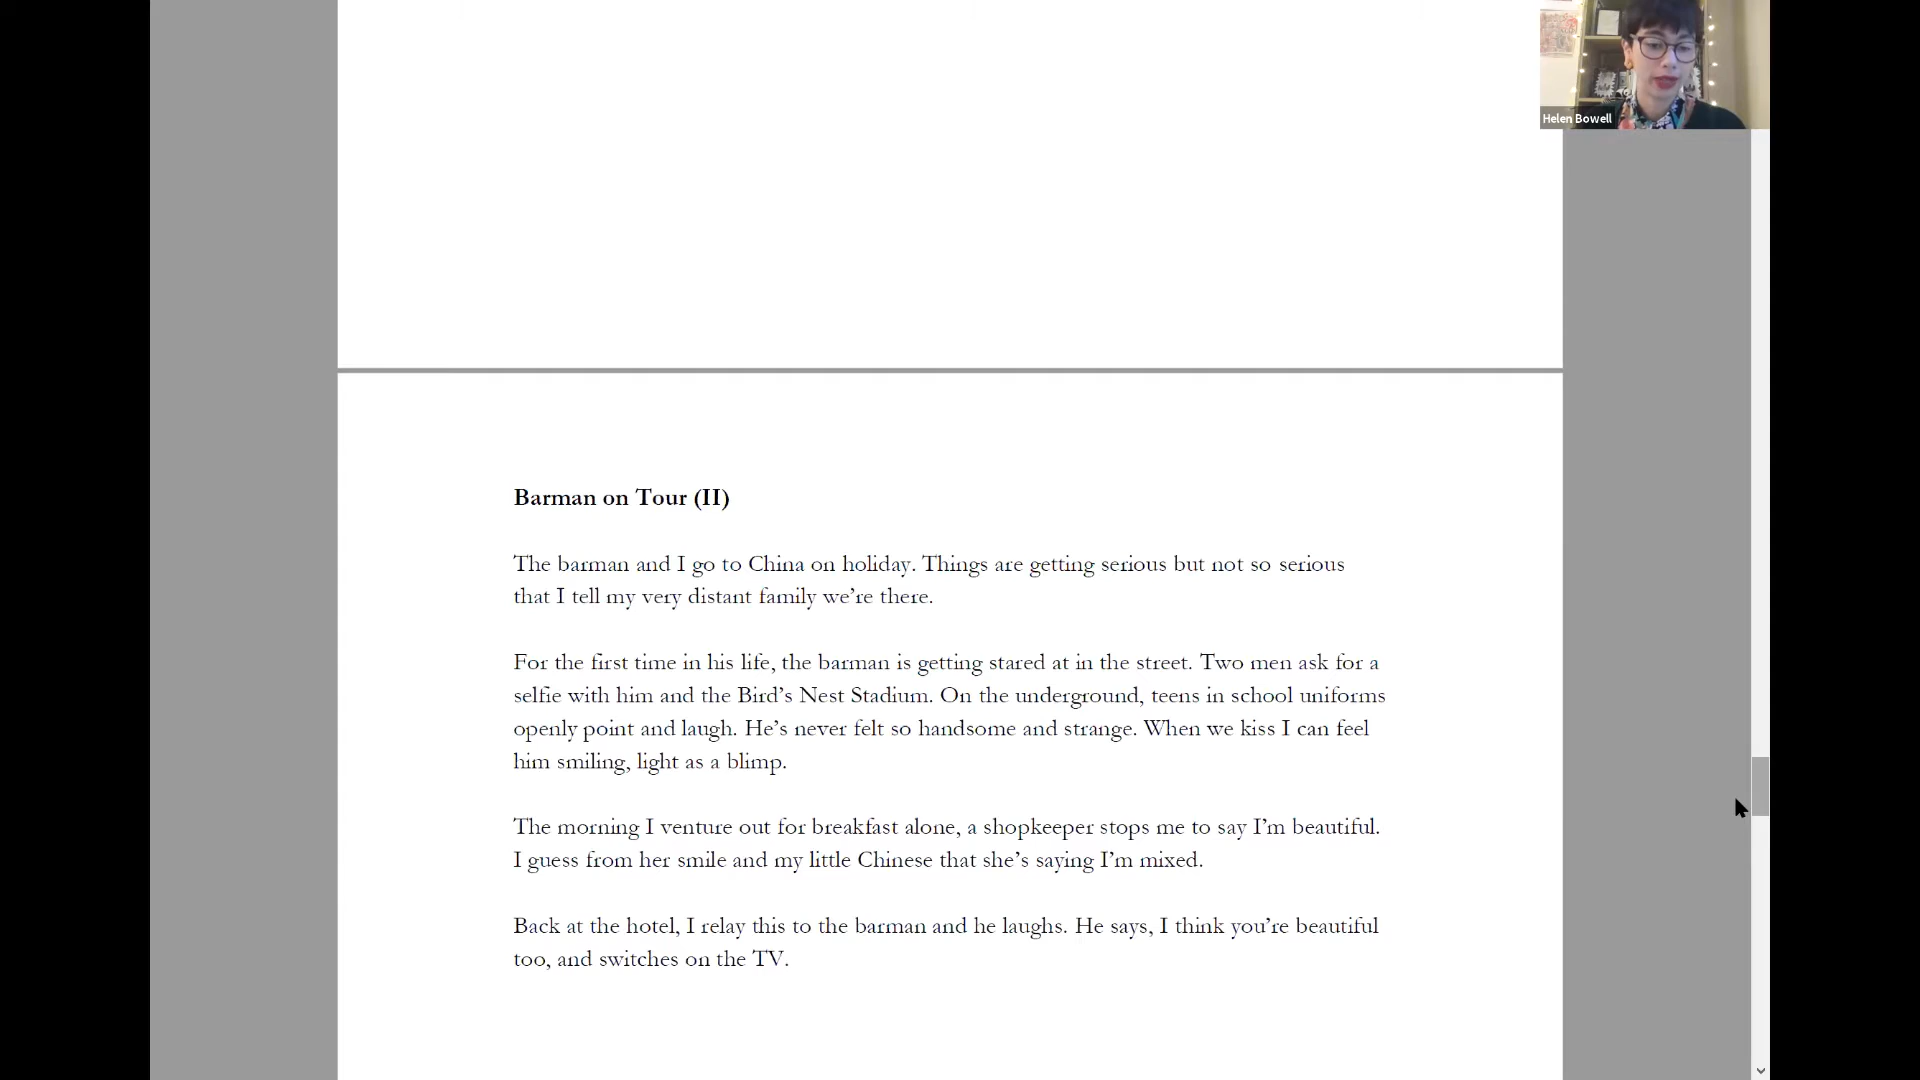 Helen Bowell
Barman on Tour (II)
The barman and I go to China on holiday. Things are getting serious but not so serious
that I tell my very distant family we’re there.
For the first time in his life, the barman is getting stared at in the street. Two men ask for a
selfie with him and the Bird’s Nest Stadium. On the underground, teens in school uniforms
openly point and laugh. He’s never felt so handsome and strange. When we kiss I can feel
him smiling, light as a blimp.
The morning I venture out for breakfast alone, a shopkeeper stops me to say I’m beautiful.
I guess from her smile and my little Chinese that she’s saying I’m mixed.
Back at the hotel, I relay this to the barman and he laughs. He says, I think you’re beautiful
too, and switches on the TV.